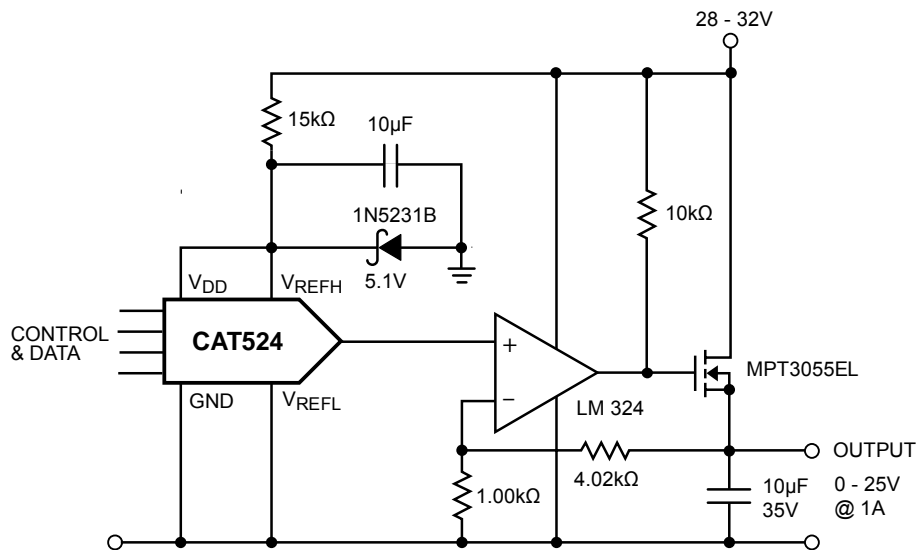 28 - 32V
15kΩ
10µF
1N5231B
5.1V
10kΩ
VDD
VREFH
CONTROL
& DATA
CAT524
+
–
MPT3055EL
GND
VREFL
LM 324
4.02kΩ
1.00kΩ
10µF
35V
OUTPUT
0 - 25V
@ 1A